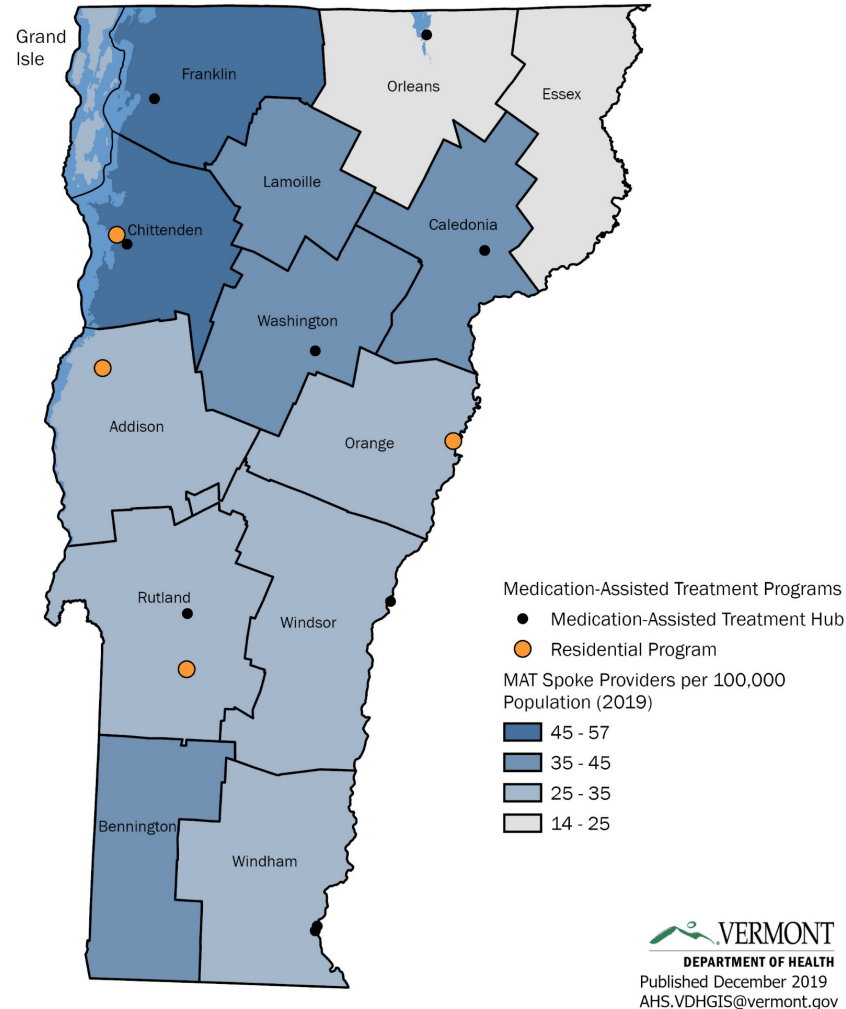 Grand
Isle
Franklin
Orleans
Essex
Lamoille
Chittenden
Caledonia
Washington
Addison
Orange
Rutland
Windsor
Bennington
Windham
Medication-Assisted Treatment Programs
Medication-Assisted Treatment Hub
Residential Program
MAT Spoke Providers per 100,000
Population (2019)
45 - 57
35 - 45
25 - 35
14 - 25
VERMONT
DEPARTMENT OF HEALTH
Published December 2019
AHS.VDHGIS@vermont.gov